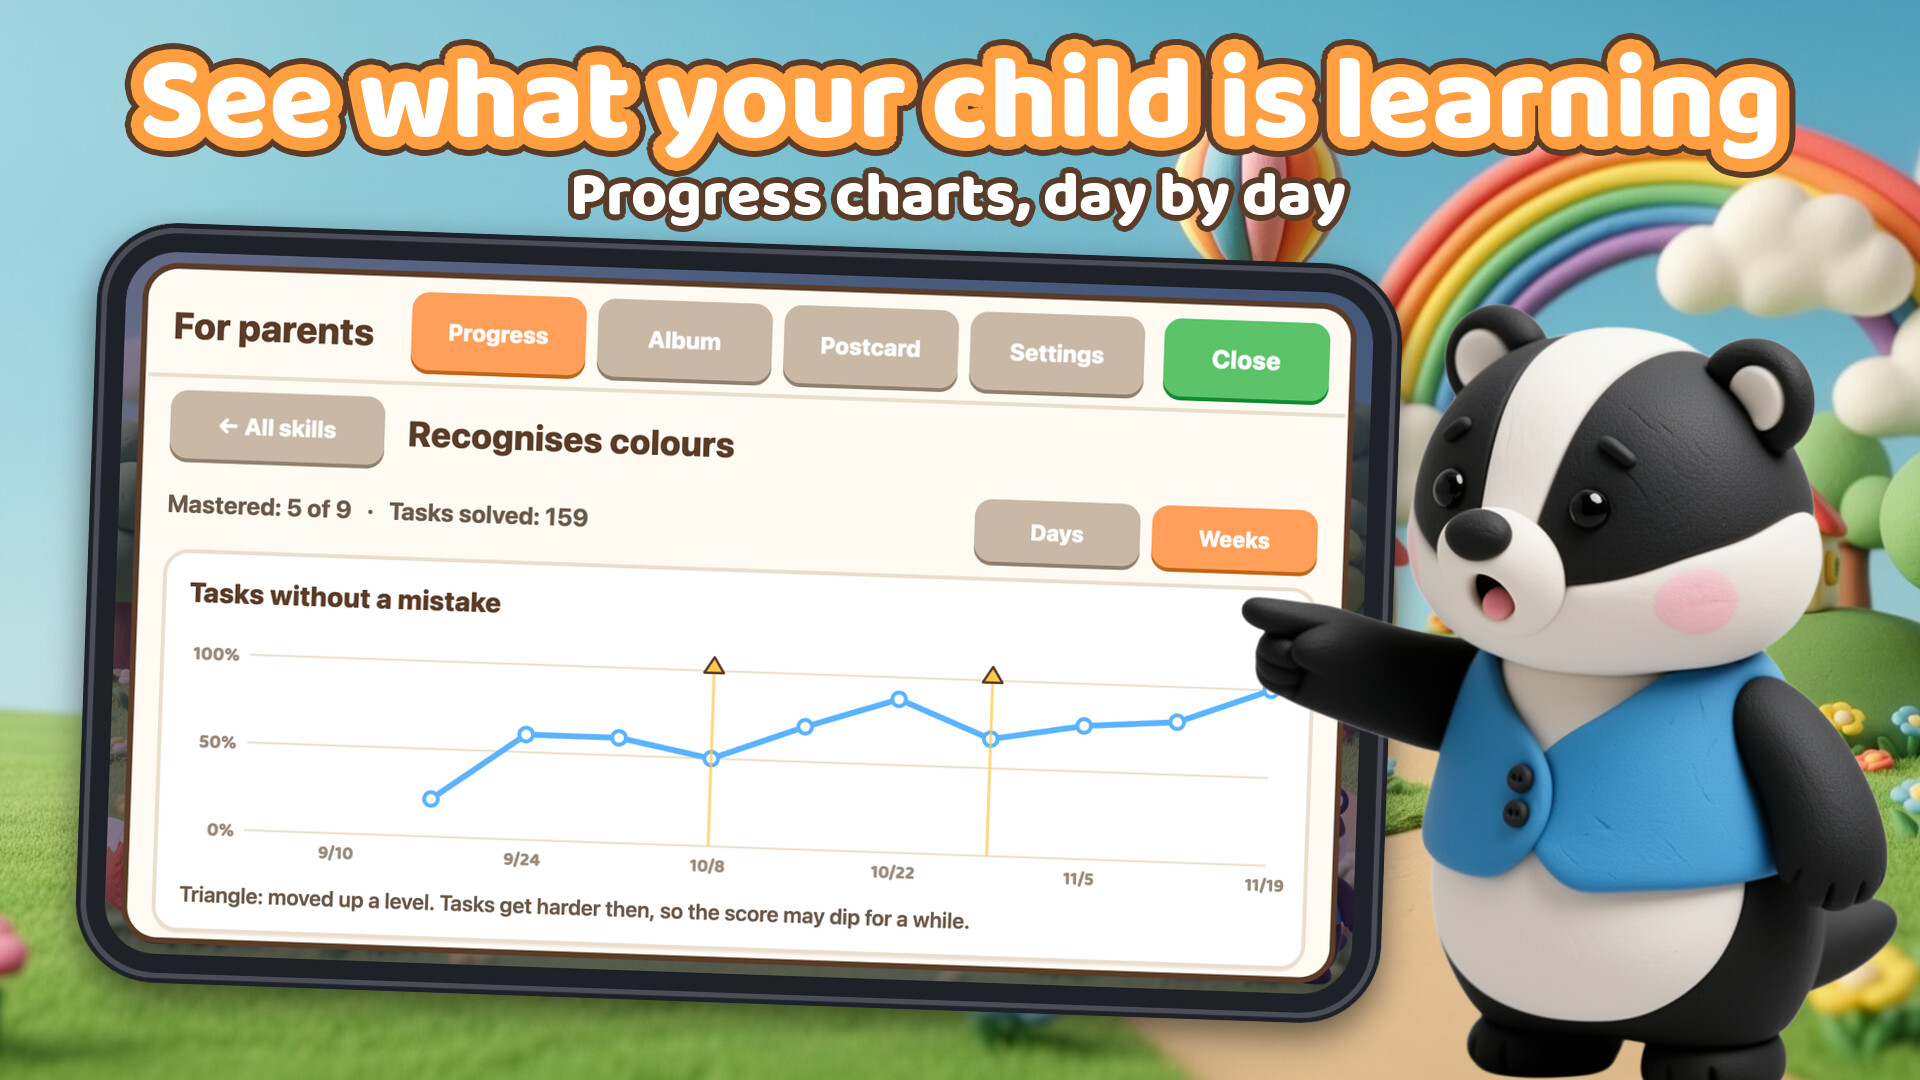 See what your child is learning
Progress charts, day by day
For parents
Progress
Album
Postcard
Settings
Close
← All skills
Recognises colours
Mastered: 5 of 9 · Tasks solved: 159
Days
Weeks
Tasks without a mistake
100%
50%
0%
9/10
9/24
10/8
10/22
11/5
11/19
Triangle: moved up a level. Tasks get harder then, so the score may dip for a while.